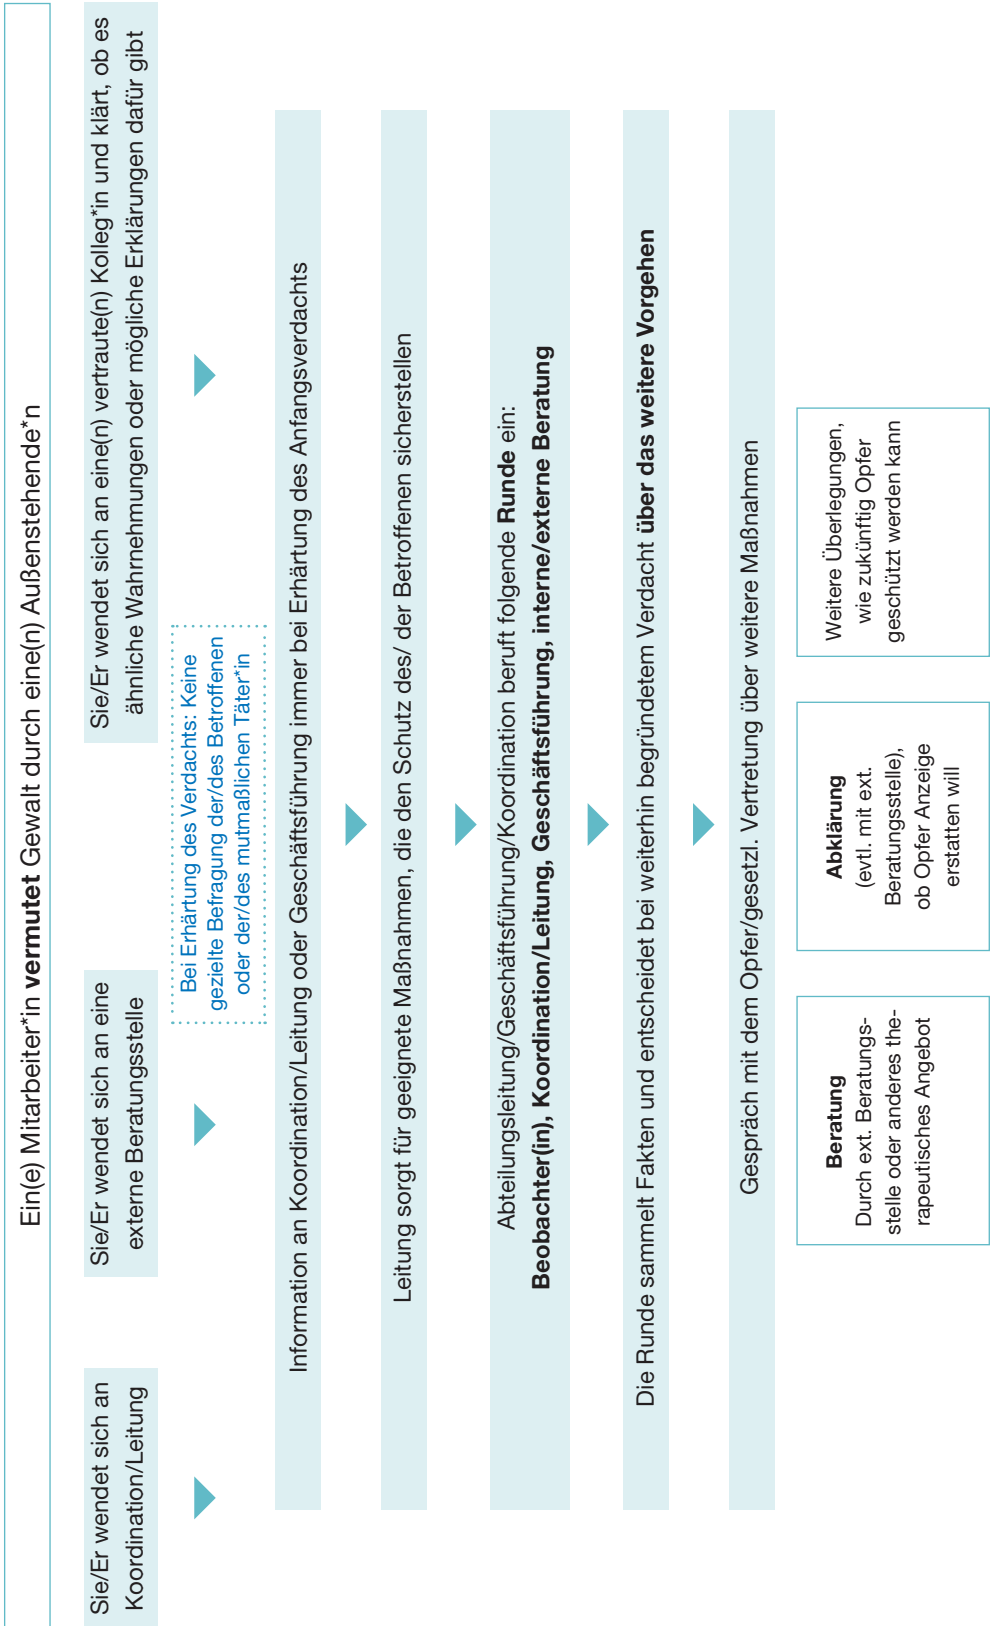 Ein(e) Mitarbeiter*in vermutet Gewalt durch eine(n) Außenstehende*n
Sie/Er wendet sich an
Koordination/Leitung
Sie/Er wendet sich an eine
externe Beratungsstelle
Sie/Er wendet sich an eine(n) vertraute(n) Kolleg*in und klärt, ob es
ähnliche Wahrnehmungen oder mögliche Erklärungen dafür gibt
Bei Erhärtung des Verdachts: Keine
gezielte Befragung der/des Betroffenen
oder der/des mutmaßlichen Täter*in
Information an Koordination/Leitung oder Geschäftsführung immer bei Erhärtung des Anfangsverdachts
Leitung sorgt für geeignete Maßnahmen, die den Schutz des/ der Betroffenen sicherstellen
Abteilungsleitung/Geschäftsführung/Koordination beruft folgende Runde ein:
Beobachter(in), Koordination/Leitung, Geschäftsführung, interne/externe Beratung
Die Runde sammelt Fakten und entscheidet bei weiterhin begründetem Verdacht über das weitere Vorgehen
Gespräch mit dem Opfer/gesetzl. Vertretung über weitere Maßnahmen
Beratung
Durch ext. Beratungs-
stelle oder anderes the-
rapeutisches Angebot
Abklärung
(evtl. mit ext.
Beratungsstelle),
ob Opfer Anzeige
erstatten will
Weitere Überlegungen,
wie zukünftig Opfer
geschützt werden kann